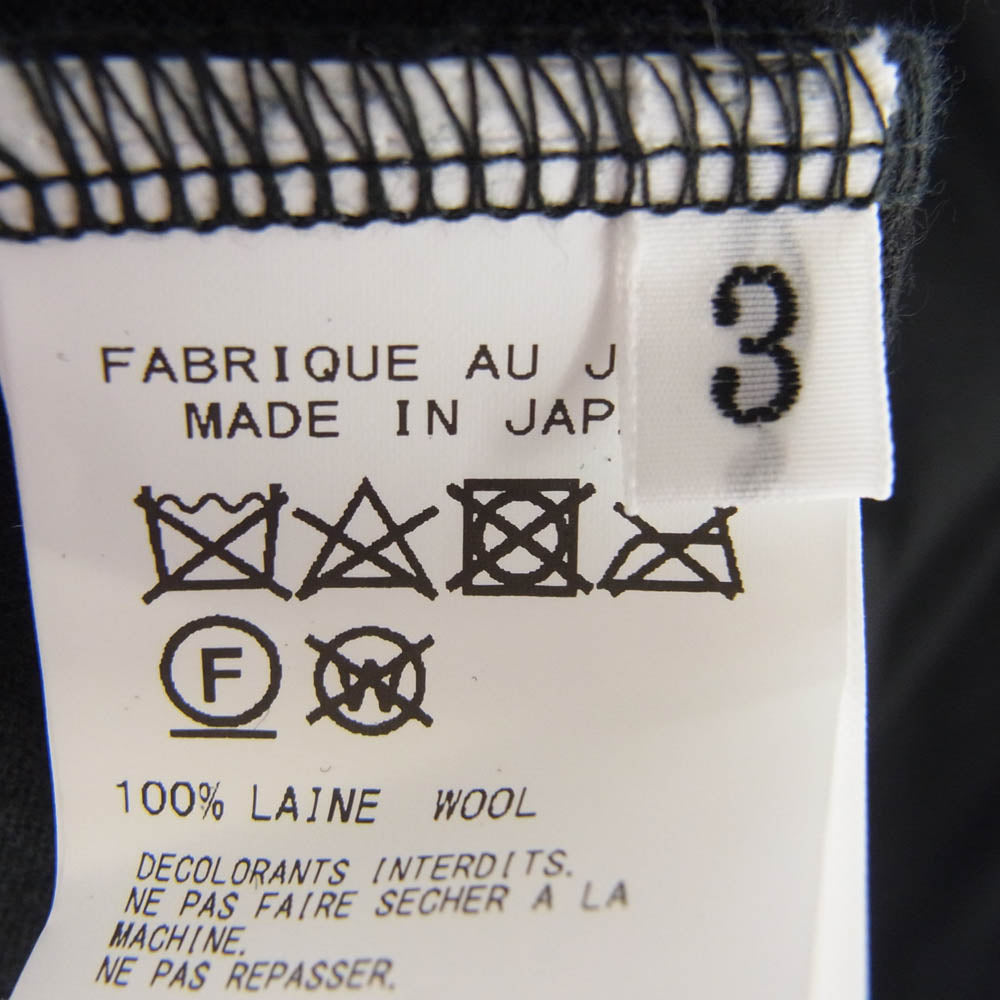 3
FABRIQUE AU J
MADE IN JAP
F
W
100% LAINE WOOL
DECOLORANTS INTERDITS.
NE PAS FAIRE SECHER A LA
MACHINE.
NE PAS REPASSER.